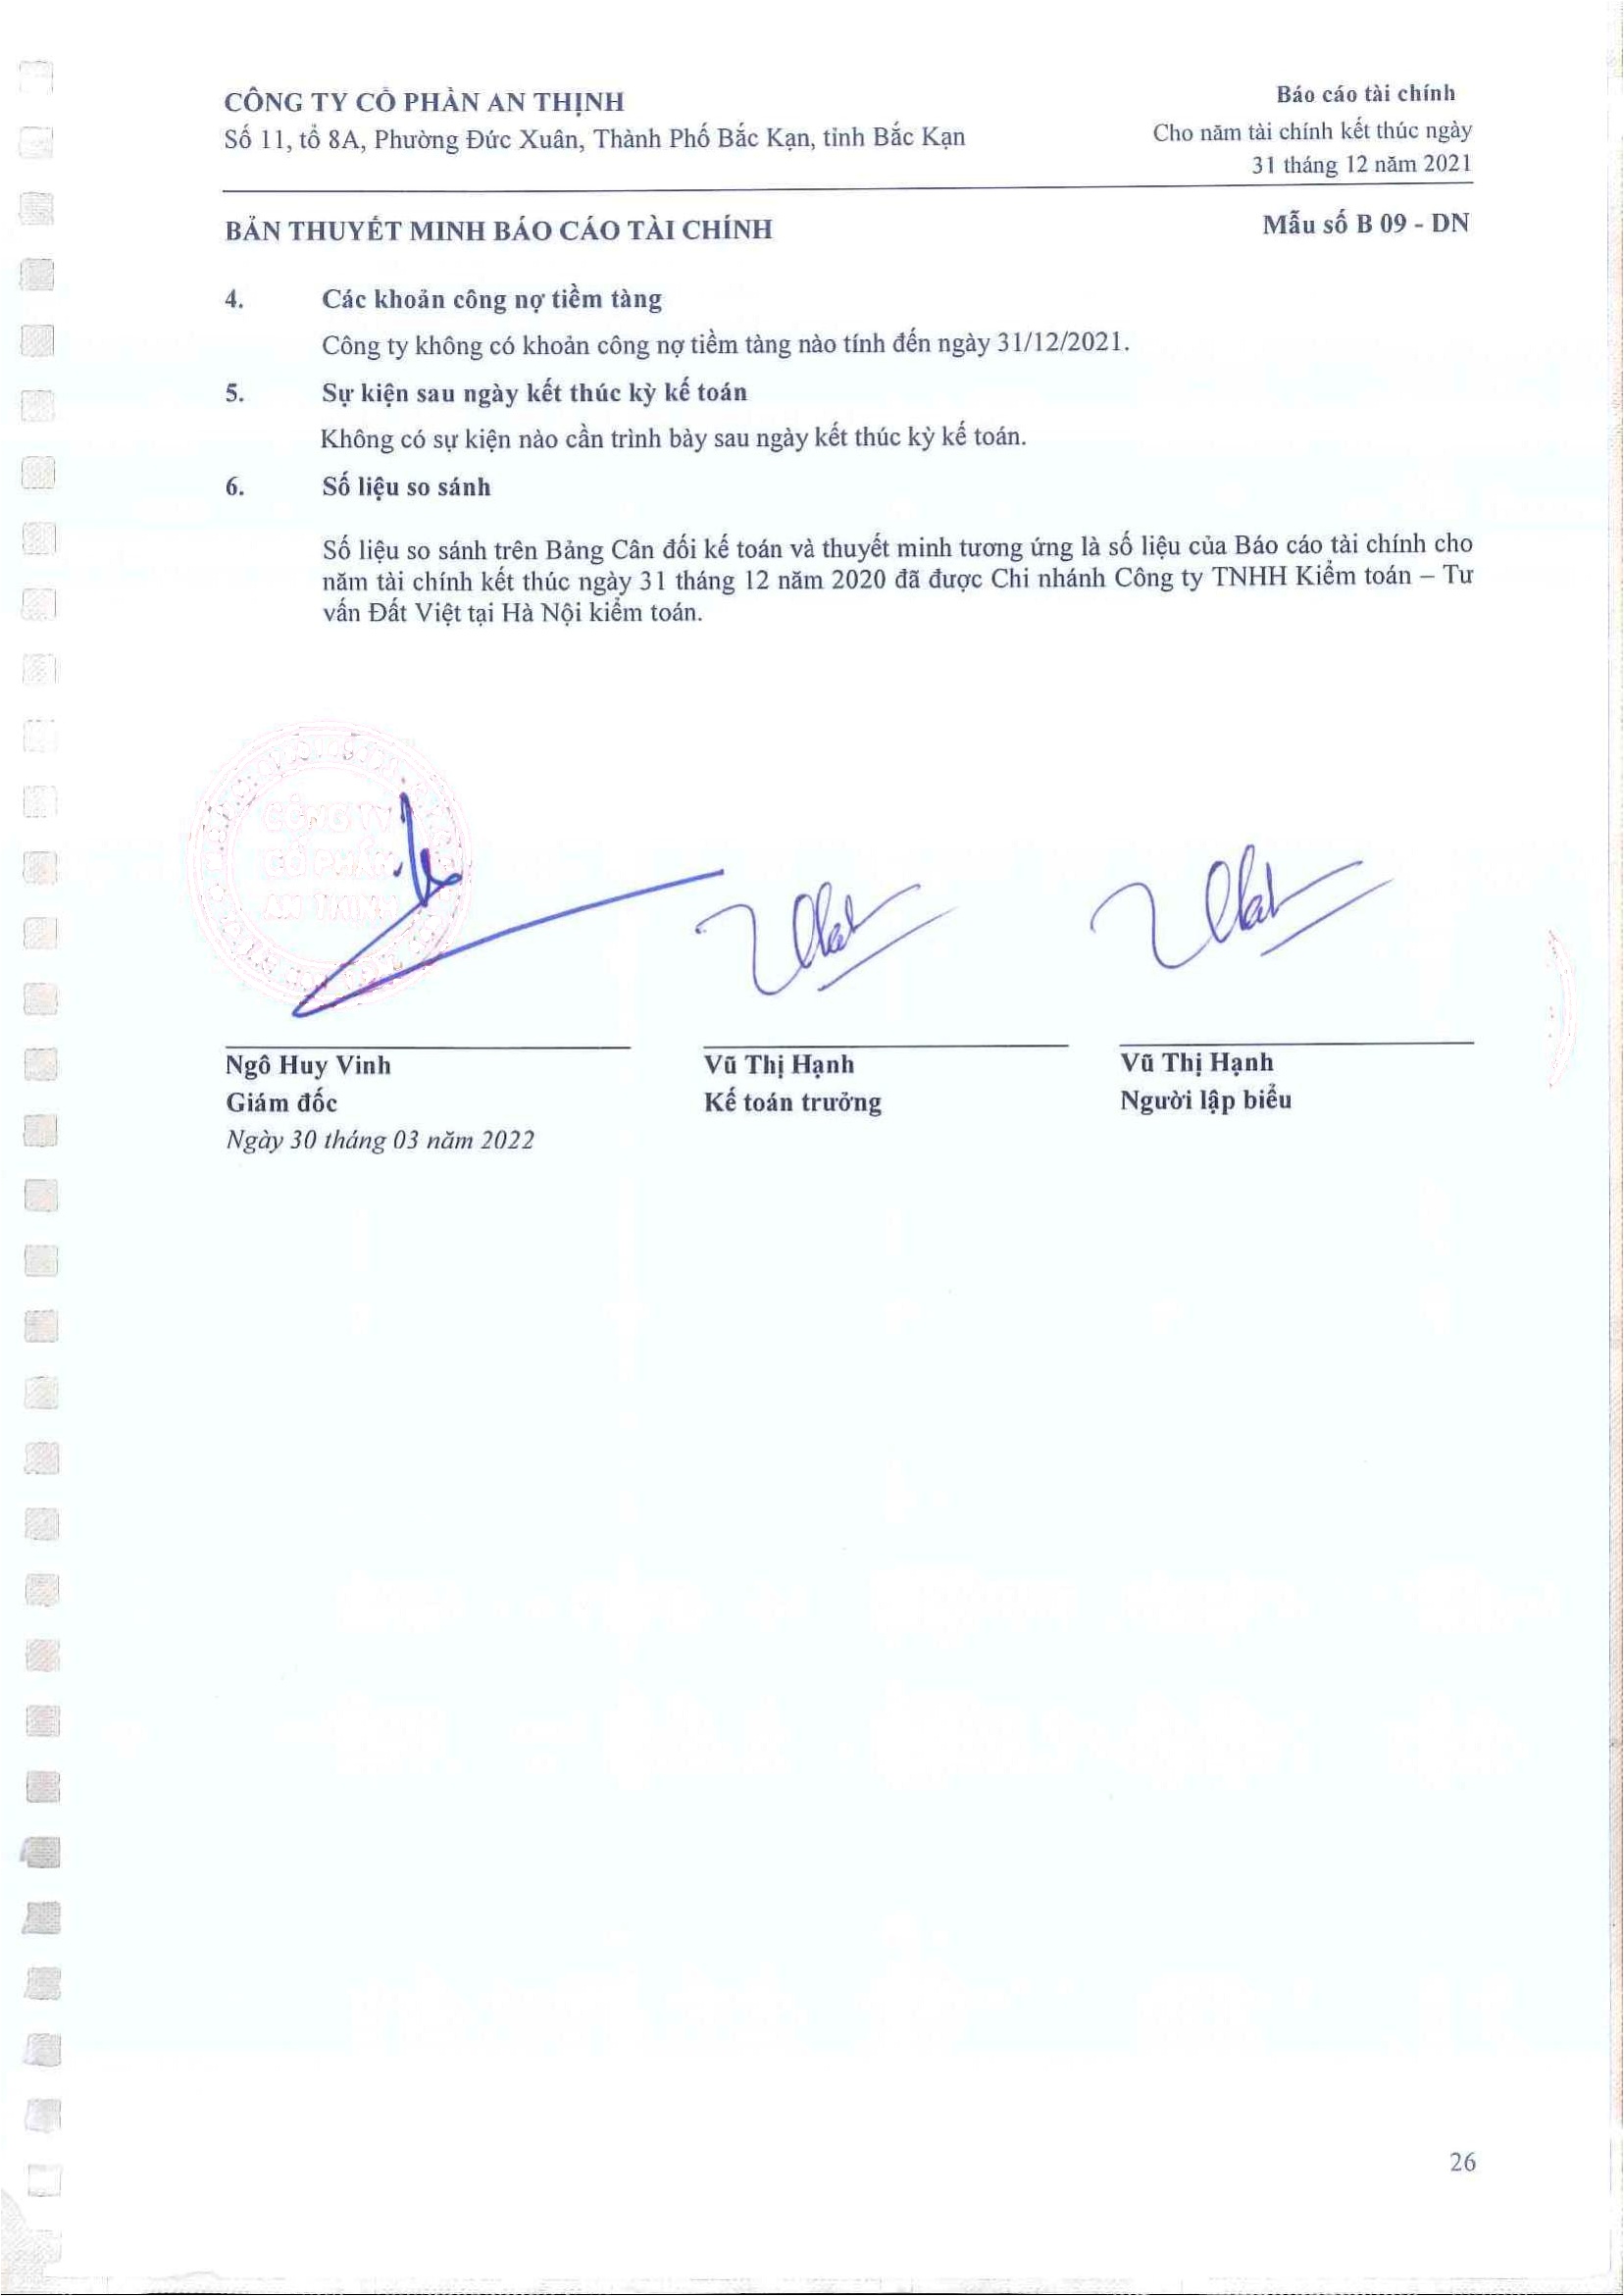 CÔNG TY CỔ PHẦN AN THỊNH
Báo cáo tài chính
Số 11, tổ 8A, Phường Đức Xuân, Thành Phố Bắc Kạn, tỉnh Bắc Kạn
Cho năm tài chính kết thúc ngày
31 tháng 12 năm 2021
BẢN THUYẾT MINH BÁO CÁO TÀI CHÍNH
Mẫu số B 09 - DN
4. Các khoản công nợ tiềm tàng
Công ty không có khoản công nợ tiềm tàng nào tính đến ngày 31/12/2021.
5. Sự kiện sau ngày kết thúc kỳ kế toán
Không có sự kiện nào cần trình bày sau ngày kết thúc kỳ kế toán.
6. Số liệu so sánh
Số liệu so sánh trên Bảng Cân đối kế toán và thuyết minh tương ứng là số liệu của Báo cáo tài chính cho
năm tài chính kết thúc ngày 31 tháng 12 năm 2020 đã được Chi nhánh Công ty TNHH Kiểm toán – Tư
vấn Đất Việt tại Hà Nội kiểm toán.
CÔNG TY
CỔ PHẦN
AN THỊNH
Ngô Huy Vinh
Giám đốc
Ngày 30 tháng 03 năm 2022
Vũ Thị Hạnh
Kế toán trưởng
Vũ Thị Hạnh
Người lập biểu
26